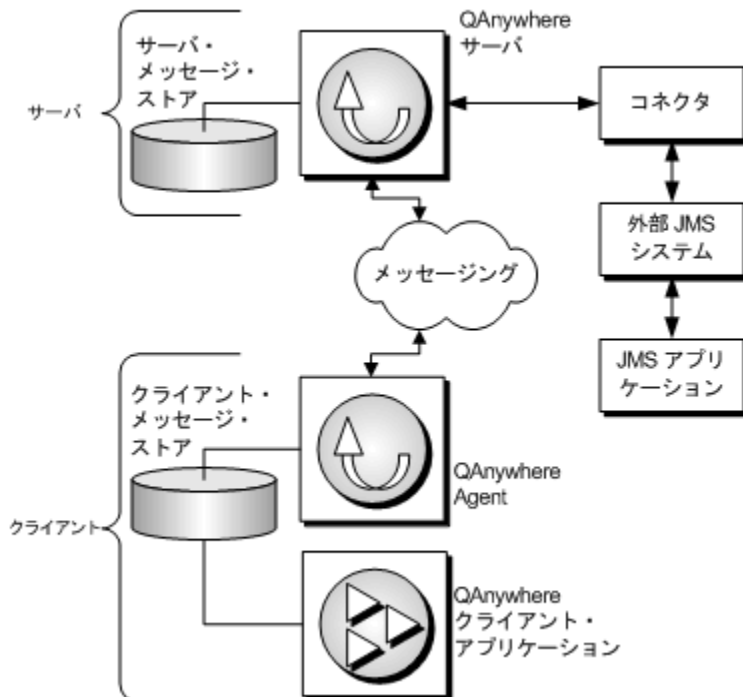 サーバ
サーバ・
メッセージ・
ストア
QAnywhere
サーバ
コネクタ
外部 JMS
システム
JMS アプリ
ケーション
メッセージング
クライアント
クライアント・
メッセージ・
ストア
QAnywhere
Agent
QAnywhere
クライアント・
アプリケーション